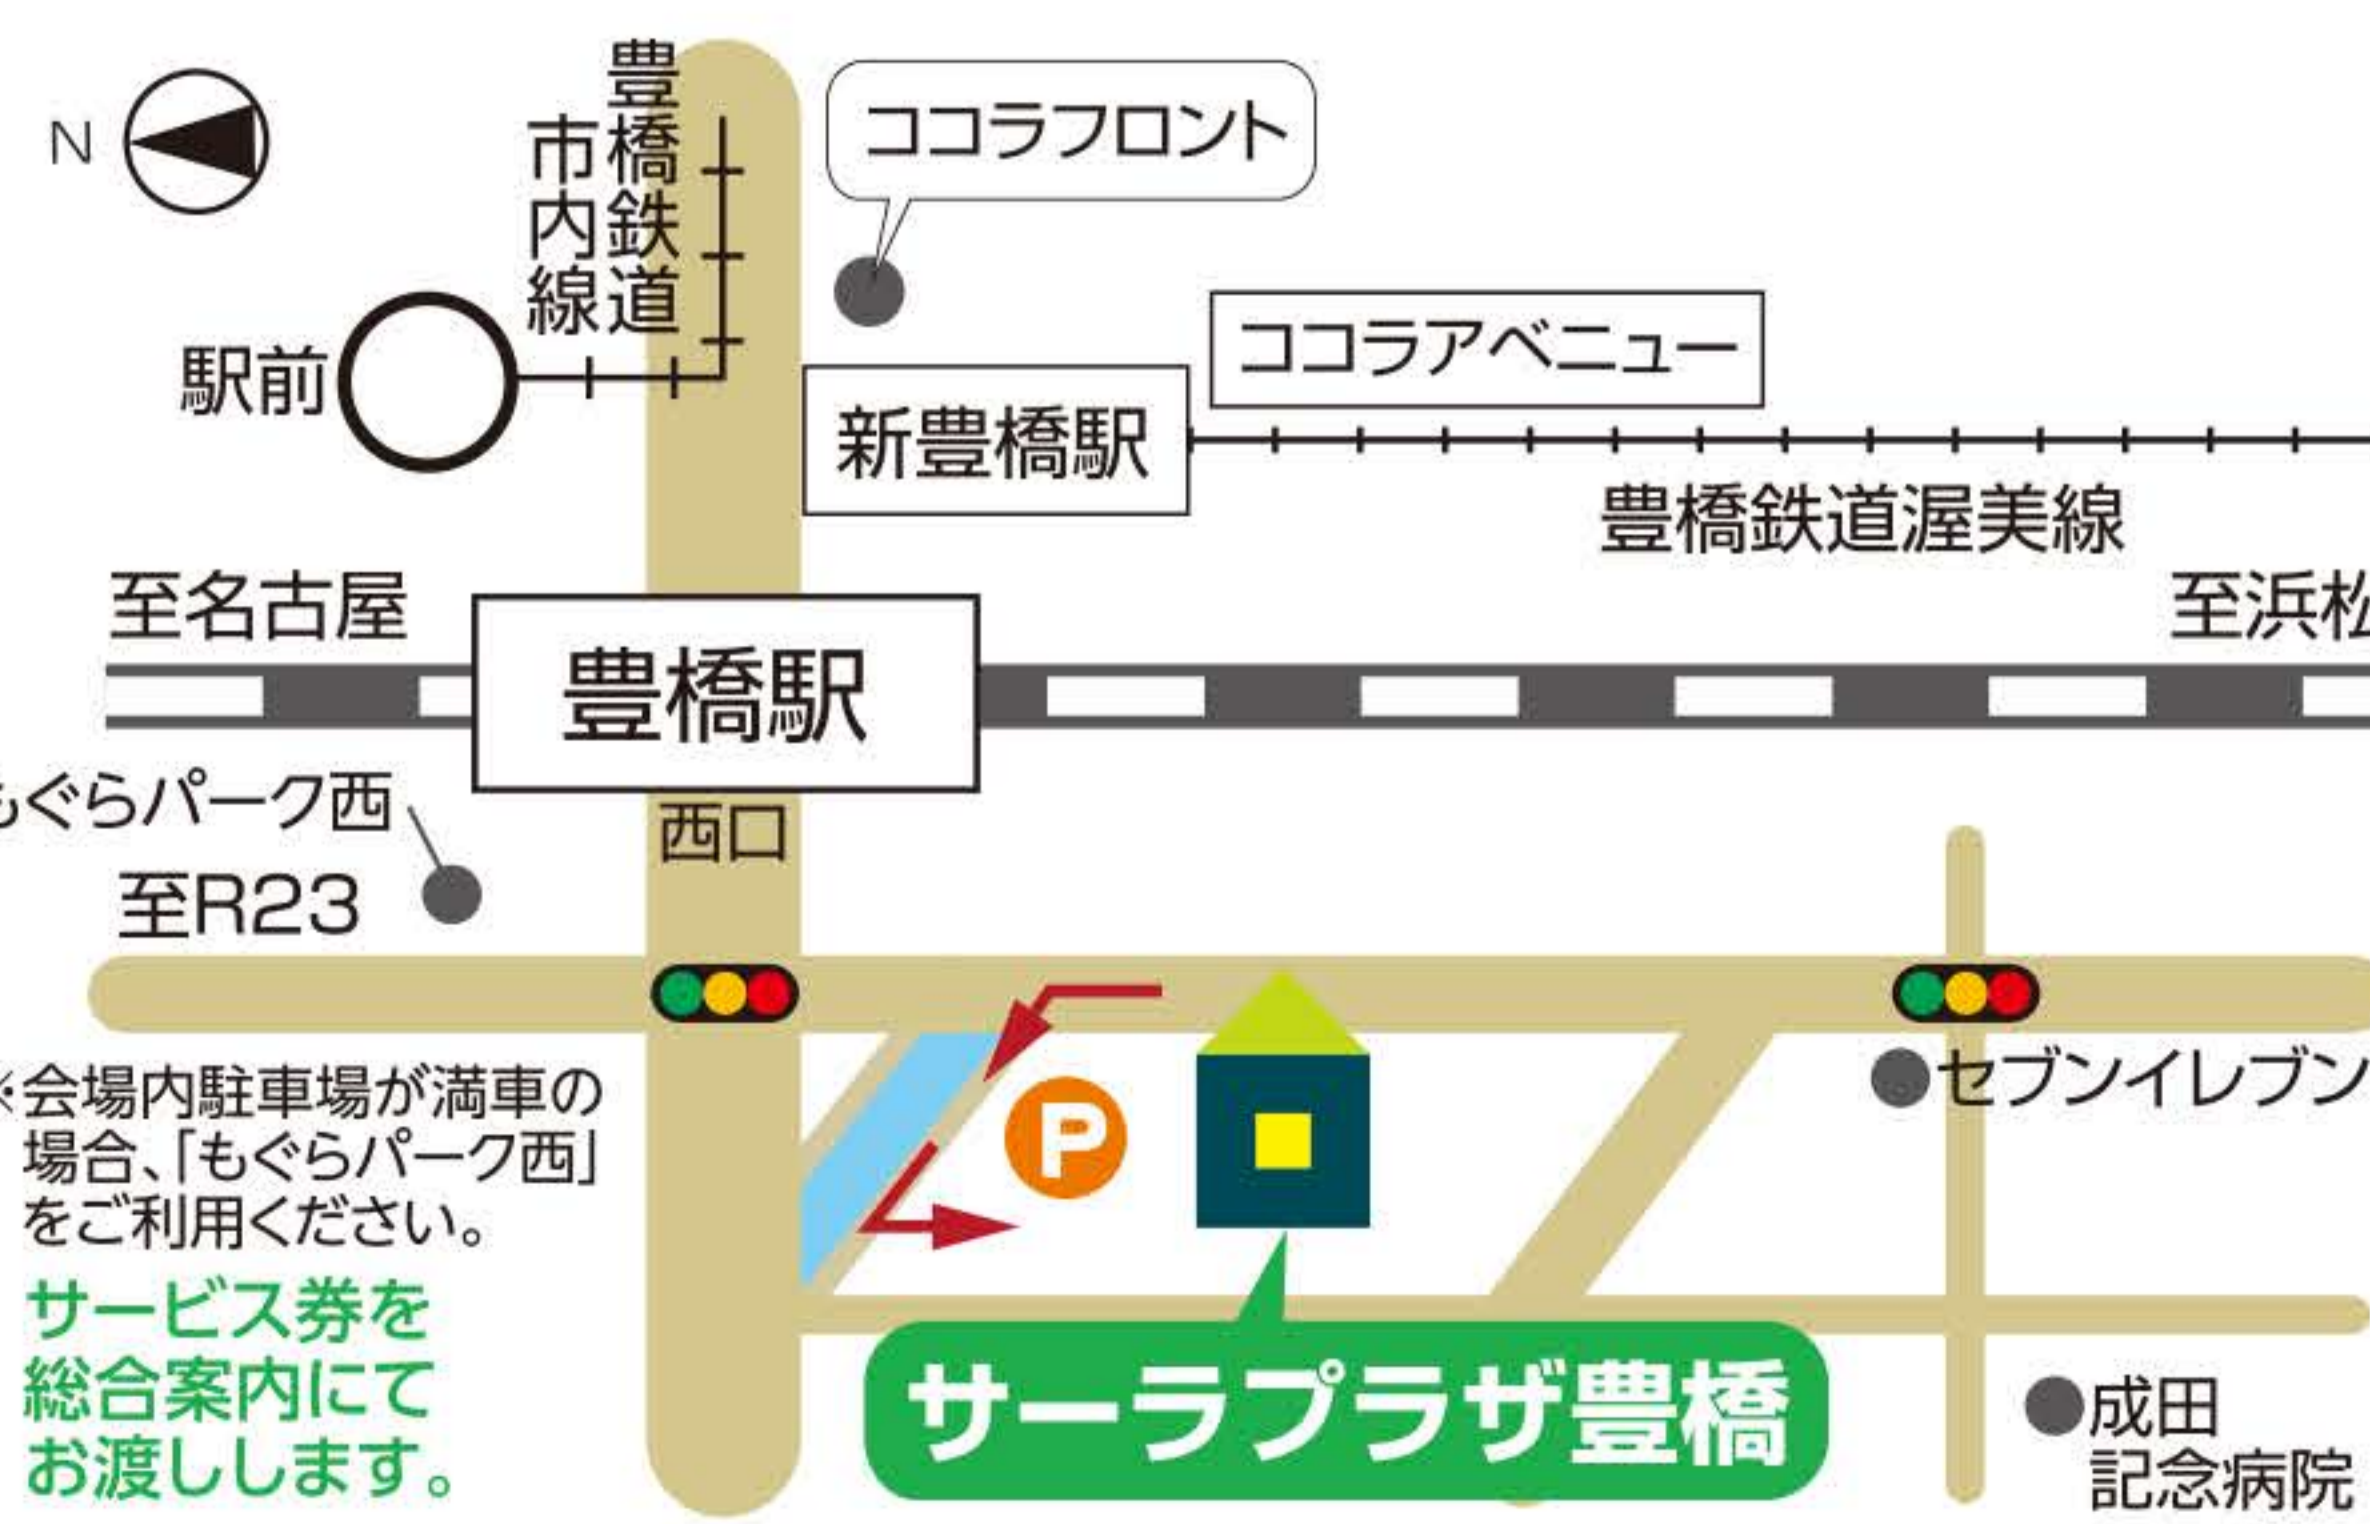 N
豊橋鉄道
市内線
ココラフロント
駅前
ココラアベニュー
新豊橋駅
豊橋鉄道渥美線
至名古屋
至浜松
豊橋駅
もぐらパーク西
西口
至R23
P
セブンイレブン
※会場内駐車場が満車の
場合、「もぐらパーク西」
をご利用ください。
サービス券を
総合案内にて
お渡しします。
サーラプラザ豊橋
成田
記念病院